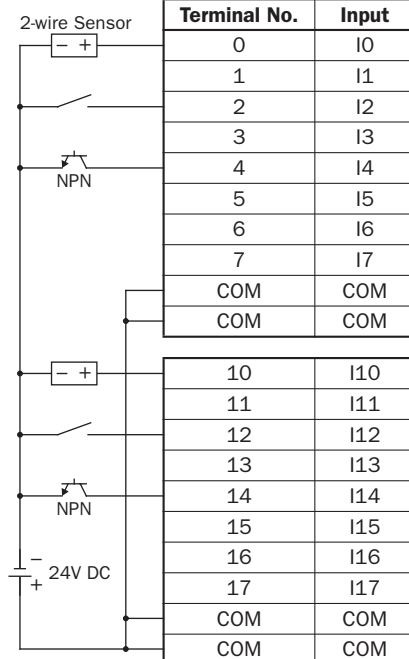 2-wire Sensor
Terminal No. Input
– + 0 I0
1 I1
2 I2
3 I3
4 I4
NPN
5 I5
6 I6
7 I7
COM COM
COM COM
– + 10 I10
11 I11
12 I12
13 I13
14 I14
NPN
15 I15
16 I16
–
24V DC
+
17 I17
COM COM
COM COM